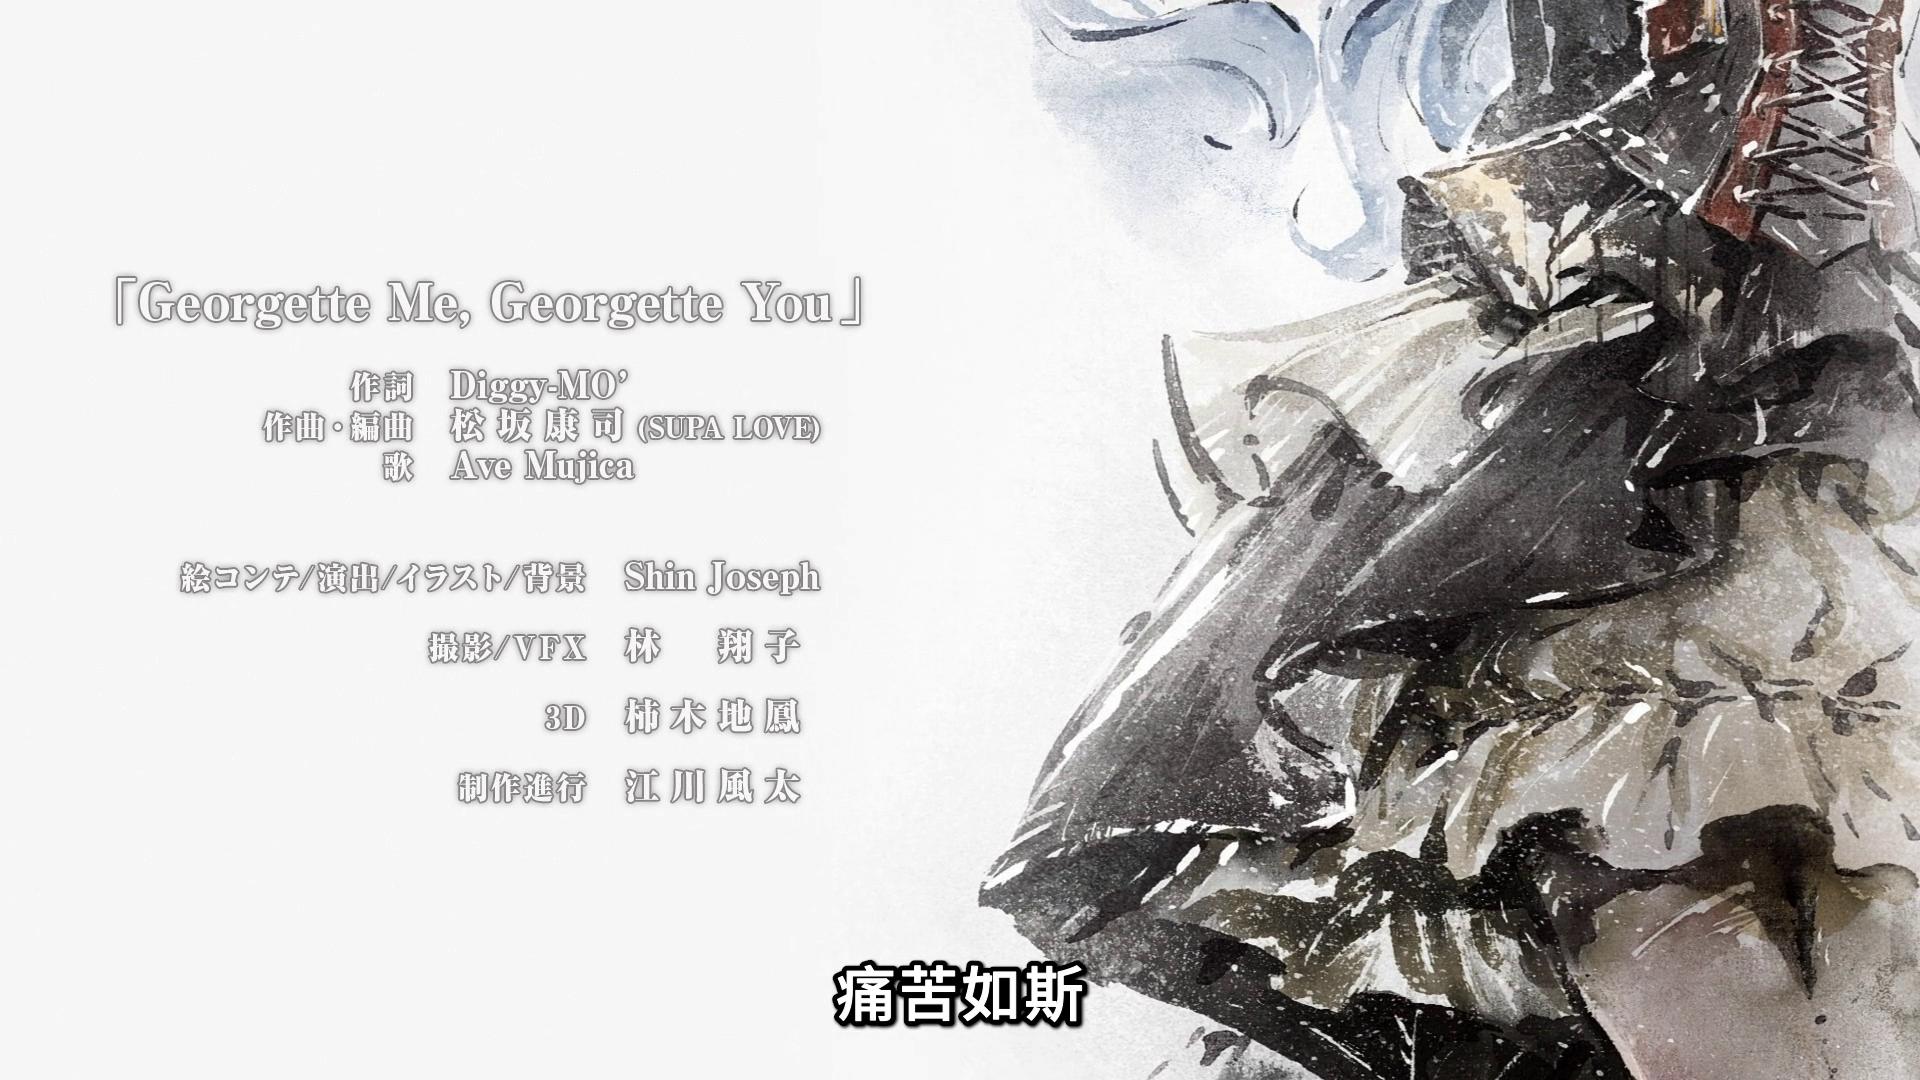 「Georgette Me, Georgette You」
作詞 Diggy-MO’
作曲・編曲 松坂康司 (SUPA LOVE)
歌 Ave Mujica
絵コンテ/演出/イラスト/背景 Shin Joseph
撮影/VFX 林 翔子
3D 柿木地鳳
制作進行 江川風太
痛苦如斯